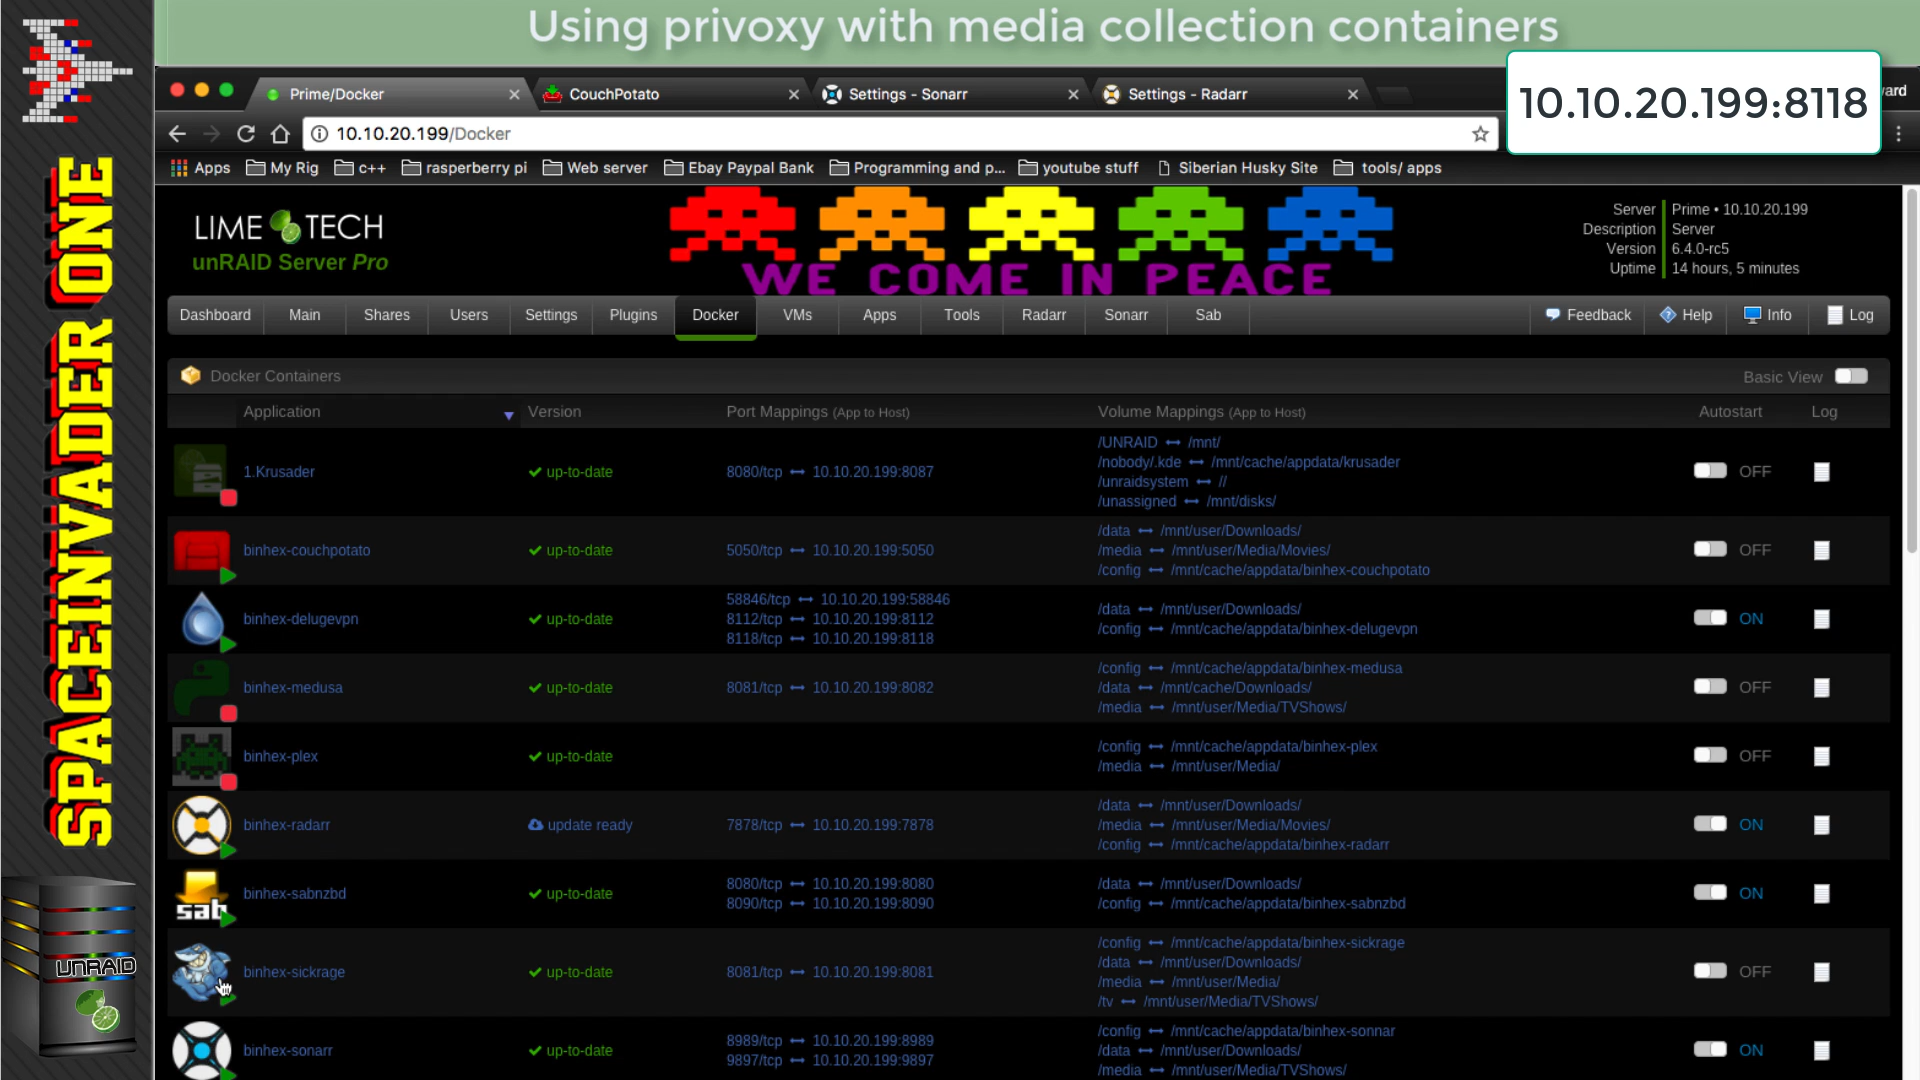 Using privoxy with media collection containers
10.10.20.199:8118
SPACEINVADER ONE
UNRAID
Prime/Docker
CouchPotato
Settings - Sonarr
Settings - Radarr
ard
10.10.20.199/Docker
Apps My Rig c++ rasperberry pi Web server Ebay Paypal Bank Programming and p... youtube stuff Siberian Husky Site tools/ apps
LIME TECH
unRAID Server Pro
WE COME IN PEACE
Server Prime • 10.10.20.199
Description Server
Version 6.4.0-rc5
Uptime 14 hours, 5 minutes
Dashboard Main Shares Users Settings Plugins Docker VMs Apps Tools Radarr Sonarr Sab Feedback Help Info Log
Docker Containers Basic View
Application Version Port Mappings (App to Host) Volume Mappings (App to Host) Autostart Log
/UNRAID ↔ /mnt/
/nobody/.kde ↔ /mnt/cache/appdata/krusader
1.Krusader up-to-date 8080/tcp ↔ 10.10.20.199:8087 OFF
/unraidsystem ↔ //
/unassigned ↔ /mnt/disks/
/data ↔ /mnt/user/Downloads/
binhex-couchpotato up-to-date 5050/tcp ↔ 10.10.20.199:5050 /media ↔ /mnt/user/Media/Movies/ OFF
/config ↔ /mnt/cache/appdata/binhex-couchpotato
58846/tcp ↔ 10.10.20.199:58846 /data ↔ /mnt/user/Downloads/
binhex-delugevpn up-to-date 8112/tcp ↔ 10.10.20.199:8112 ON
8118/tcp ↔ 10.10.20.199:8118 /config ↔ /mnt/cache/appdata/binhex-delugevpn
/config ↔ /mnt/cache/appdata/binhex-medusa
binhex-medusa up-to-date 8081/tcp ↔ 10.10.20.199:8082 /data ↔ /mnt/cache/Downloads/ OFF
/media ↔ /mnt/user/Media/TVShows/
/config ↔ /mnt/cache/appdata/binhex-plex
binhex-plex up-to-date OFF
/media ↔ /mnt/user/Media/
/data ↔ /mnt/user/Downloads/
binhex-radarr update ready 7878/tcp ↔ 10.10.20.199:7878 /media ↔ /mnt/user/Media/Movies/ ON
/config ↔ /mnt/cache/appdata/binhex-radarr
8080/tcp ↔ 10.10.20.199:8080 /data ↔ /mnt/user/Downloads/
sab binhex-sabnzbd up-to-date ON
8090/tcp ↔ 10.10.20.199:8090 /config ↔ /mnt/cache/appdata/binhex-sabnzbd
/config ↔ /mnt/cache/appdata/binhex-sickrage
/data ↔ /mnt/user/Downloads/
binhex-sickrage up-to-date 8081/tcp ↔ 10.10.20.199:8081 OFF
/media ↔ /mnt/user/Media/
/tv ↔ /mnt/user/Media/TVShows/
/config ↔ /mnt/cache/appdata/binhex-sonnar
8989/tcp ↔ 10.10.20.199:8989
binhex-sonarr up-to-date /data ↔ /mnt/user/Downloads/ ON
9897/tcp ↔ 10.10.20.199:9897
/media ↔ /mnt/user/Media/TVShows/